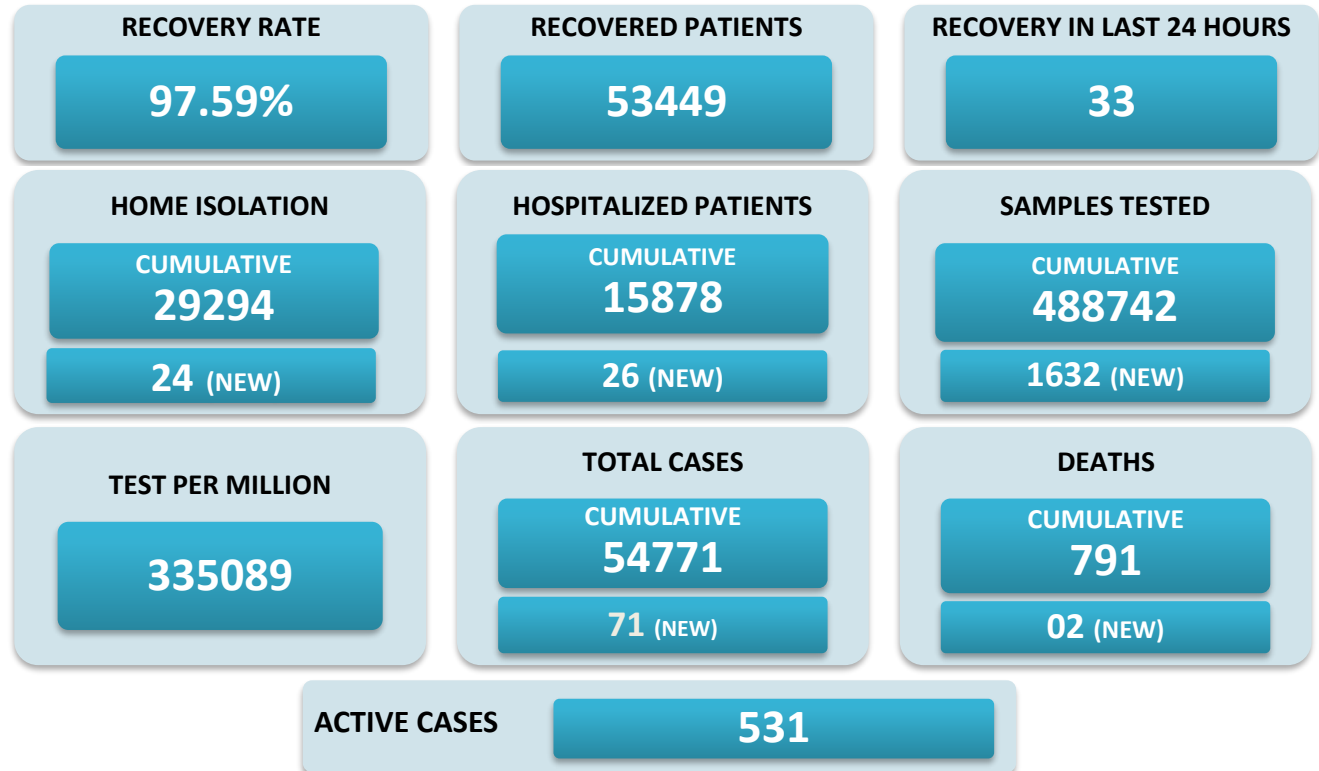 RECOVERY RATE
97.59%
RECOVERED PATIENTS
53449
RECOVERY IN LAST 24 HOURS
33
HOME ISOLATION
CUMULATIVE
29294
24 (NEW)
HOSPITALIZED PATIENTS
CUMULATIVE
15878
26 (NEW)
SAMPLES TESTED
CUMULATIVE
488742
1632 (NEW)
TEST PER MILLION
335089
TOTAL CASES
CUMULATIVE
54771
71 (NEW)
DEATHS
CUMULATIVE
791
02 (NEW)
ACTIVE CASES
531